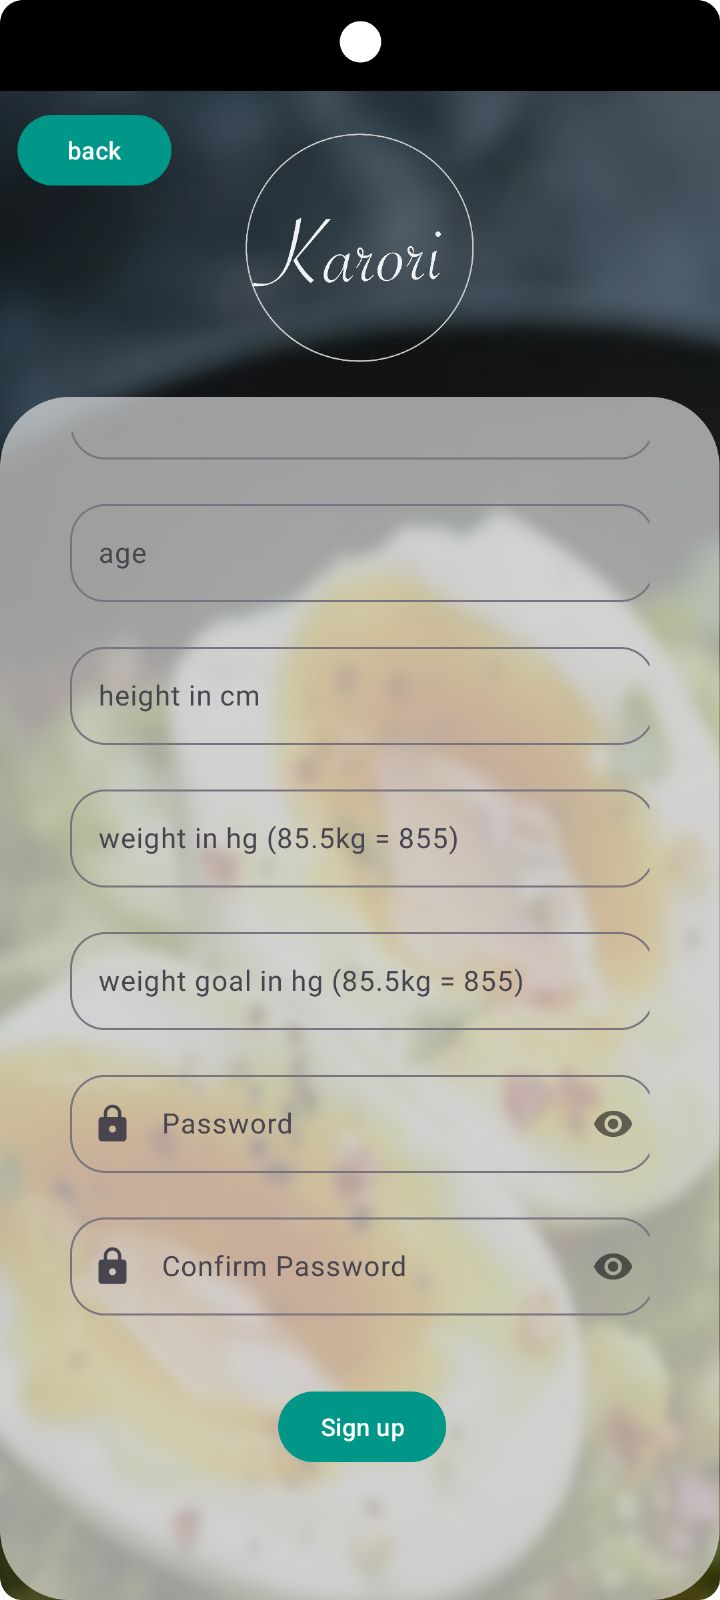 back
Karori
age
height in cm
weight in hg (85.5kg = 855)
weight goal in hg (85.5kg = 855)
Password
Confirm Password
Sign up